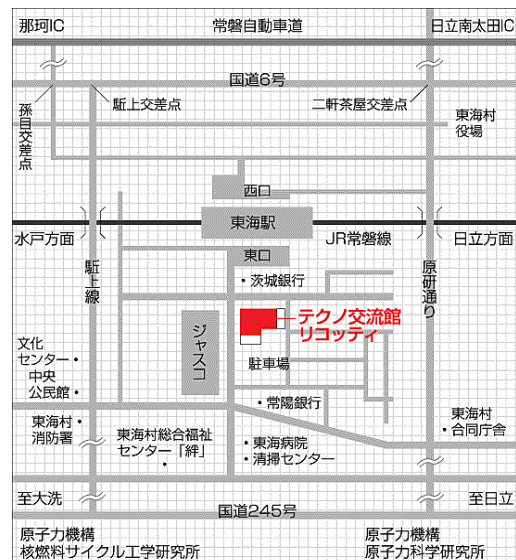 那珂IC
常磐自動車道
日立南太田IC
国道6号
孫目交差点
駈上交差点
二軒茶屋交差点
東海村
役場
西口
東海駅
水戸方面
JR常磐線
日立方面
東口
駈上線
原研通り
・茨城銀行
テクノ交流館
リコッティ
ジャスコ
駐車場
文化
センター・
中央
公民館・
・常陽銀行
東海村・
消防署
東海村総合福祉
センター「絆」
・
・東海病院
・清掃センター
東海村
・合同庁舎
至大洗
国道245号
至日立
原子力機構
核燃料サイクル工学研究所
原子力機構
原子力科学研究所